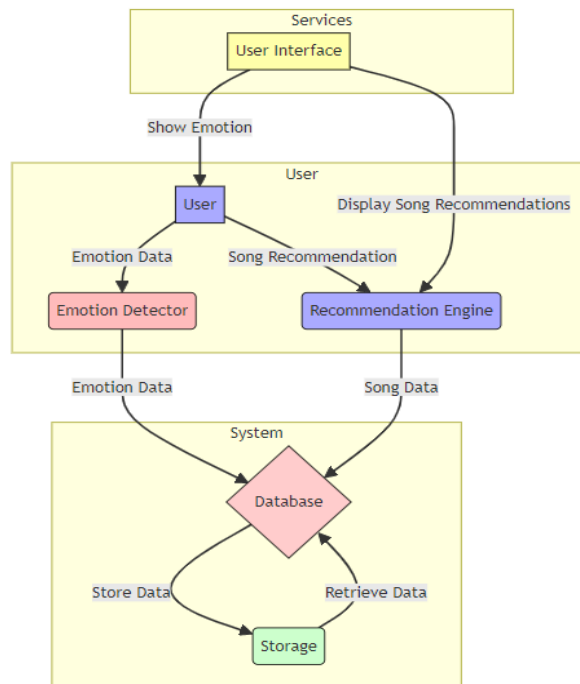 Services
User Interface
Show Emotion
User
Display Song Recommendations
User
Emotion Data
Song Recommendation
Emotion Detector
Recommendation Engine
Emotion Data
Song Data
System
Database
Store Data
Retrieve Data
Storage